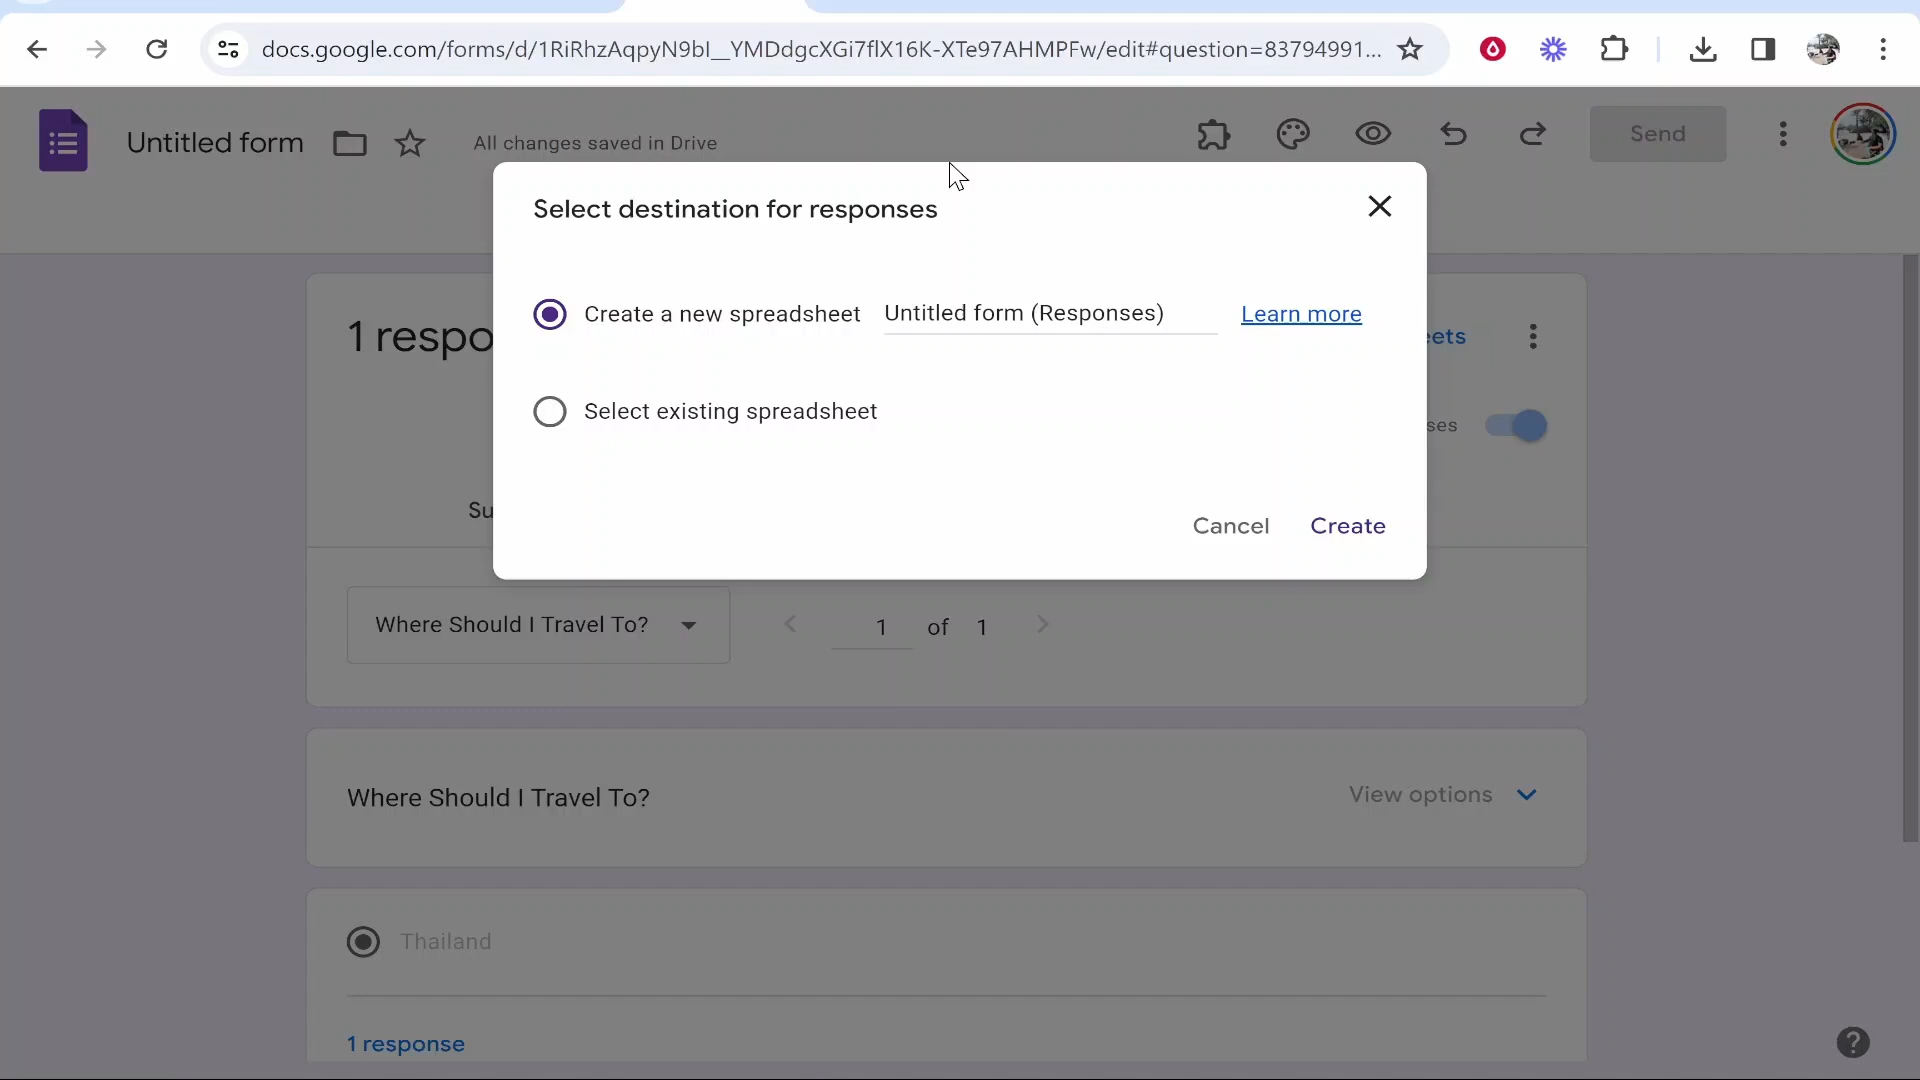 docs.google.com/forms/d/1RiRhzAqpyN9bI__YMDdgcXGi7flX16K-XTe97AHMPFw/edit#question=83794991...
Untitled form
All changes saved in Drive
Send
Select destination for responses
Create a new spreadsheet Untitled form (Responses) Learn more
1 respo
eets
Select existing spreadsheet
ses
Su
Cancel Create
Where Should I Travel To? 1 of 1
Where Should I Travel To? View options
Thailand
1 response